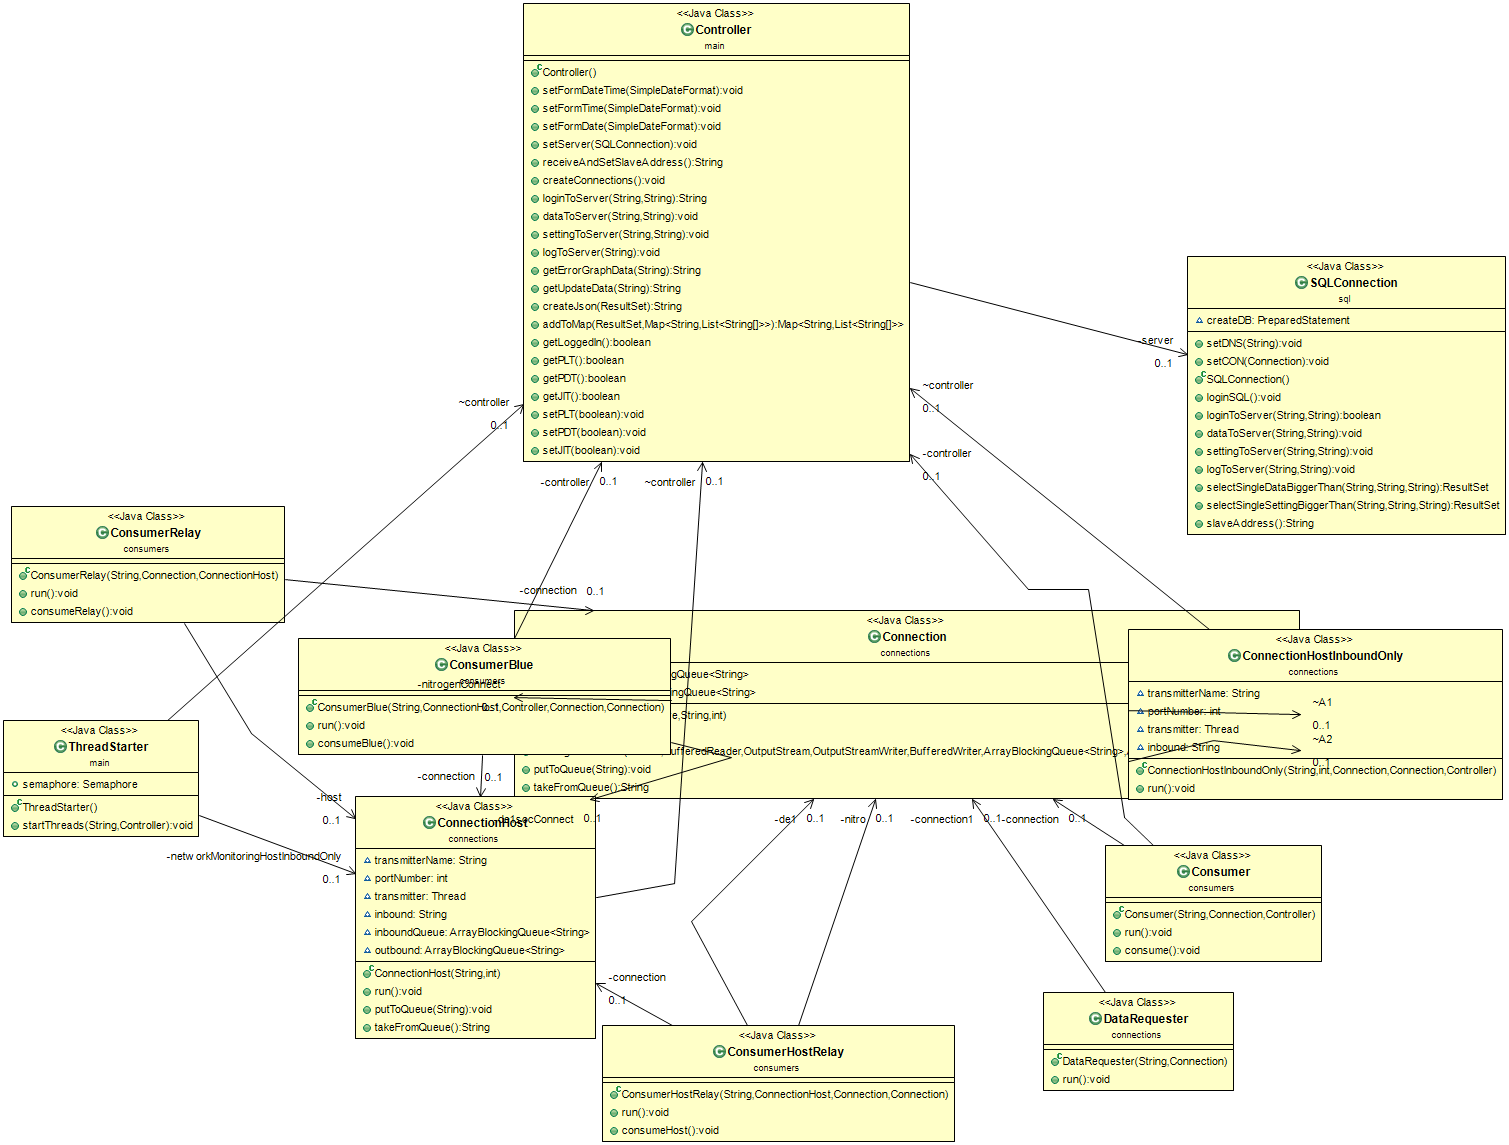 <<Java Class>>
Controller
main
Controller()
setFormDateTime(SimpleDateFormat):void
setFormTime(SimpleDateFormat):void
setFormDate(SimpleDateFormat):void
setServer(SQLConnection):void
receiveAndSetSlaveAddress():String
createConnections():void
loginToServer(String,String):String
dataToServer(String,String):void
settingToServer(String,String):void
logToServer(String):void
getErrorGraphData(String):String
getUpdateData(String):String
createJson(ResultSet):String
addToMap(ResultSet,Map<String,List<String[]>>):Map<String,List<String[]>>
getLoggedIn():boolean
getPLT():boolean
getPDT():boolean
getJIT():boolean
setPLT(boolean):void
setPDT(boolean):void
setJIT(boolean):void
<<Java Class>>
SQLConnection
sql
createDB: PreparedStatement
setDNS(String):void
setCON(Connection):void
SQLConnection()
loginSQL():void
loginToServer(String,String):boolean
dataToServer(String,String):void
settingToServer(String,String):void
logToServer(String,String):void
selectSingleDataBiggerThan(String,String,String):ResultSet
selectSingleSettingBiggerThan(String,String,String):ResultSet
slaveAddress():String
-server
0..1
~controller
0..1
~controller
0..1
-controller
0..1
-controller
0..1
~controller
0..1
<<Java Class>>
ConsumerRelay
consumers
ConsumerRelay(String,Connection,ConnectionHost)
run():void
consumeRelay():void
-connection
0..1
<<Java Class>>
Connection
connections
gQueue<String>
ngQueue<String>
e,String,int)
ufferedReader,OutputStream,OutputStreamWriter,BufferedWriter,ArrayBlockingQueue<String>,
putToQueue(String):void
takeFromQueue():String
<<Java Class>>
ConsumerBlue
consumers
-nitrogenConnect
0..1
ConsumerBlue(String,ConnectionHost,Controller,Connection,Connection)
run():void
consumeBlue():void
<<Java Class>>
ConnectionHostInboundOnly
connections
transmitterName: String
portNumber: int
transmitter: Thread
inbound: String
ConnectionHostInboundOnly(String,int,Connection,Connection,Controller)
run():void
~A1
0..1
~A2
0..1
<<Java Class>>
ThreadStarter
main
semaphore: Semaphore
ThreadStarter()
startThreads(String,Controller):void
-connection
0..1
-host
0..1
-networkMonitoringHostInboundOnly
0..1
<<Java Class>>
ConnectionHost
connections
transmitterName: String
portNumber: int
transmitter: Thread
inbound: String
inboundQueue: ArrayBlockingQueue<String>
outbound: ArrayBlockingQueue<String>
ConnectionHost(String,int)
run():void
putToQueue(String):void
takeFromQueue():String
0..1
-de1
0..1
-nitro
0..1
-connection1
0..1
-connection
0..1
<<Java Class>>
Consumer
consumers
Consumer(String,Connection,Controller)
run():void
consume():void
-connection
0..1
<<Java Class>>
DataRequester
connections
DataRequester(String,Connection)
run():void
<<Java Class>>
ConsumerHostRelay
consumers
ConsumerHostRelay(String,ConnectionHost,Connection,Connection)
run():void
consumeHost():void